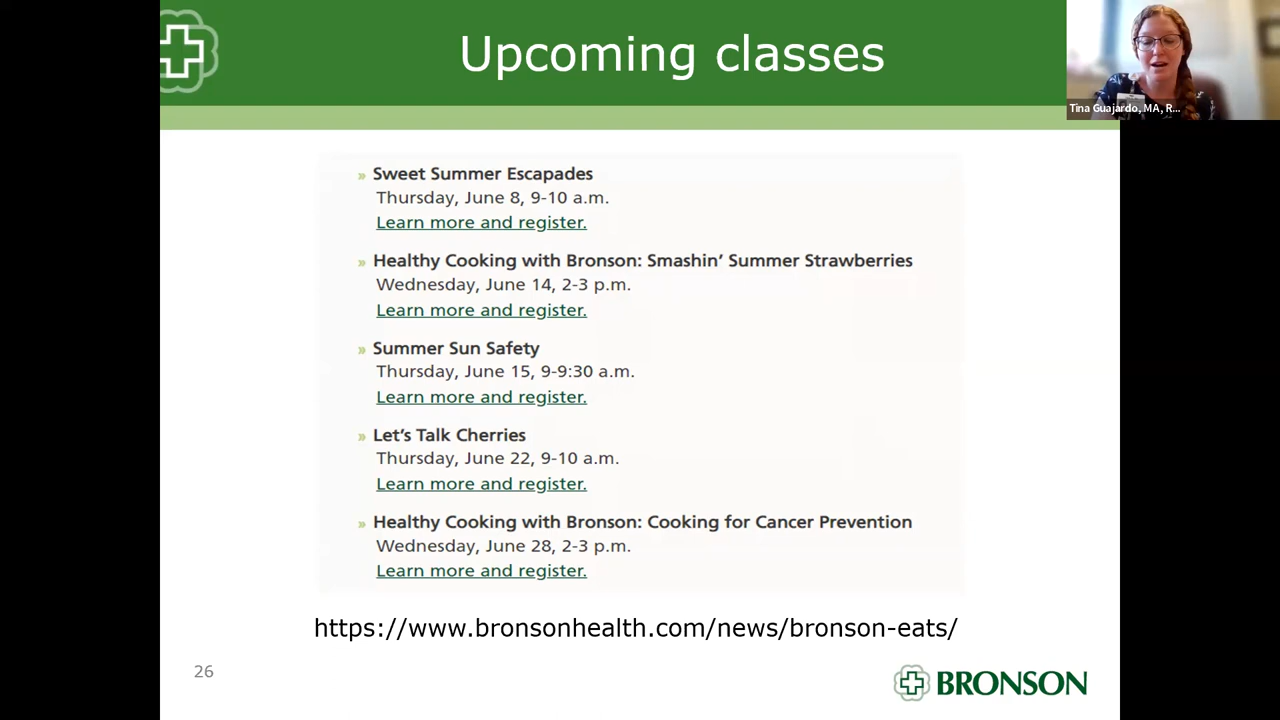 Upcoming classes
Tina Guajardo, MA, R...
» Sweet Summer Escapades
Thursday, June 8, 9-10 a.m.
Learn more and register.
» Healthy Cooking with Bronson: Smashin’ Summer Strawberries
Wednesday, June 14, 2-3 p.m.
Learn more and register.
» Summer Sun Safety
Thursday, June 15, 9-9:30 a.m.
Learn more and register.
» Let’s Talk Cherries
Thursday, June 22, 9-10 a.m.
Learn more and register.
» Healthy Cooking with Bronson: Cooking for Cancer Prevention
Wednesday, June 28, 2-3 p.m.
Learn more and register.
https://www.bronsonhealth.com/news/bronson-eats/
26
BRONSON